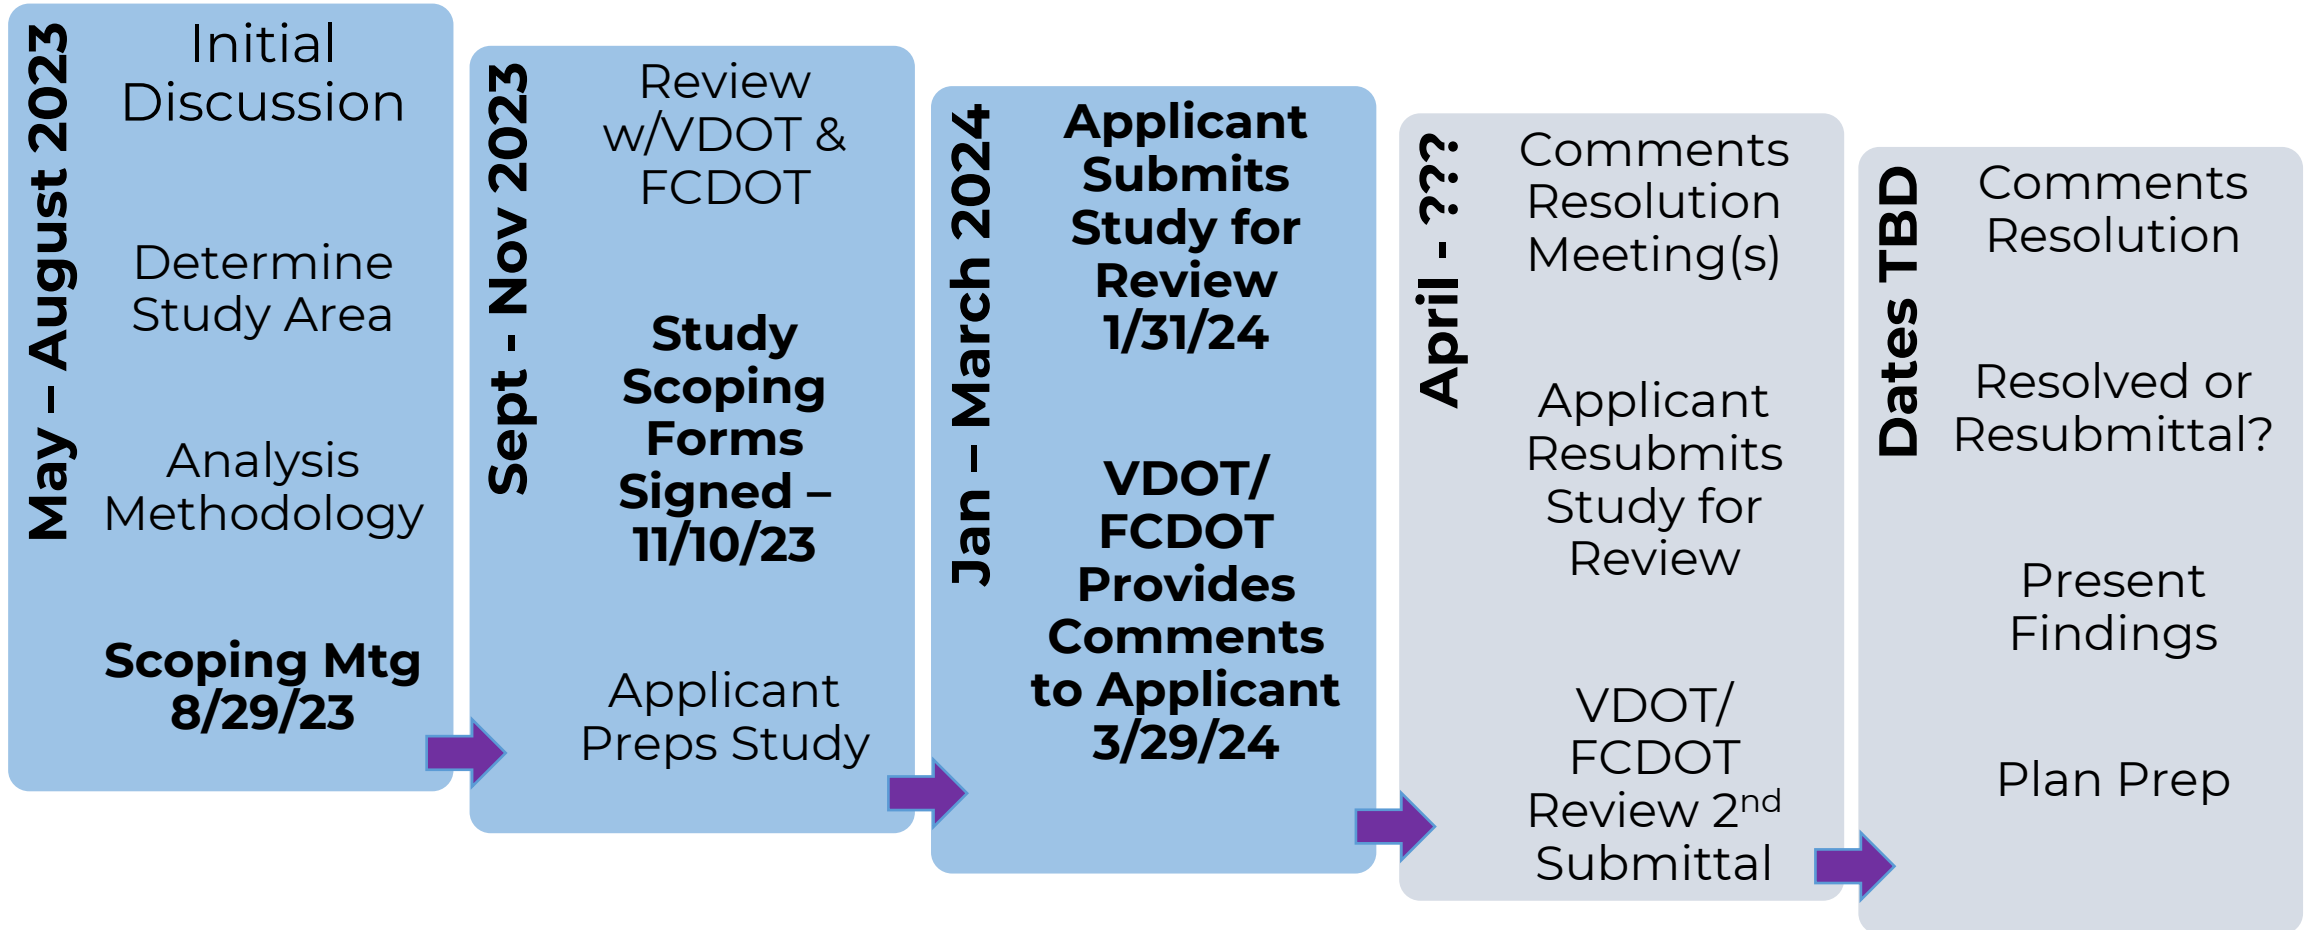 May – August 2023
Initial
Discussion
Determine
Study Area
Analysis
Methodology
Scoping Mtg
8/29/23
Sept - Nov 2023
Review
w/VDOT &
FCDOT
Study
Scoping
Forms
Signed –
11/10/23
Applicant
Preps Study
Jan – March 2024
Applicant
Submits
Study for
Review
1/31/24
VDOT/
FCDOT
Provides
Comments
to Applicant
3/29/24
April - ???
Comments
Resolution
Meeting(s)
Applicant
Resubmits
Study for
Review
VDOT/
FCDOT
Review 2nd
Submittal
Dates TBD
Comments
Resolution
Resolved or
Resubmittal?
Present
Findings
Plan Prep